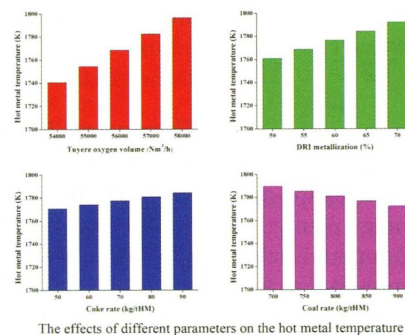 Hot metal temperature (K)
1800
1780
1760
1740
1720
1700
54000 55000 56000 57000 58000
Tuyere oxygen volume (Nm³/h)
Hot metal temperature (K)
1800
1780
1760
1740
1720
1700
50 55 60 65 70
DRI metallization (%)
Hot metal temperature (K)
1800
1780
1760
1740
1720
1700
50 60 70 80 90
Coke rate (kg/tHM)
Hot metal temperature (K)
1800
1780
1760
1740
1720
1700
700 750 800 850 900
Coal rate (kg/tHM)
The effects of different parameters on the hot metal temperature